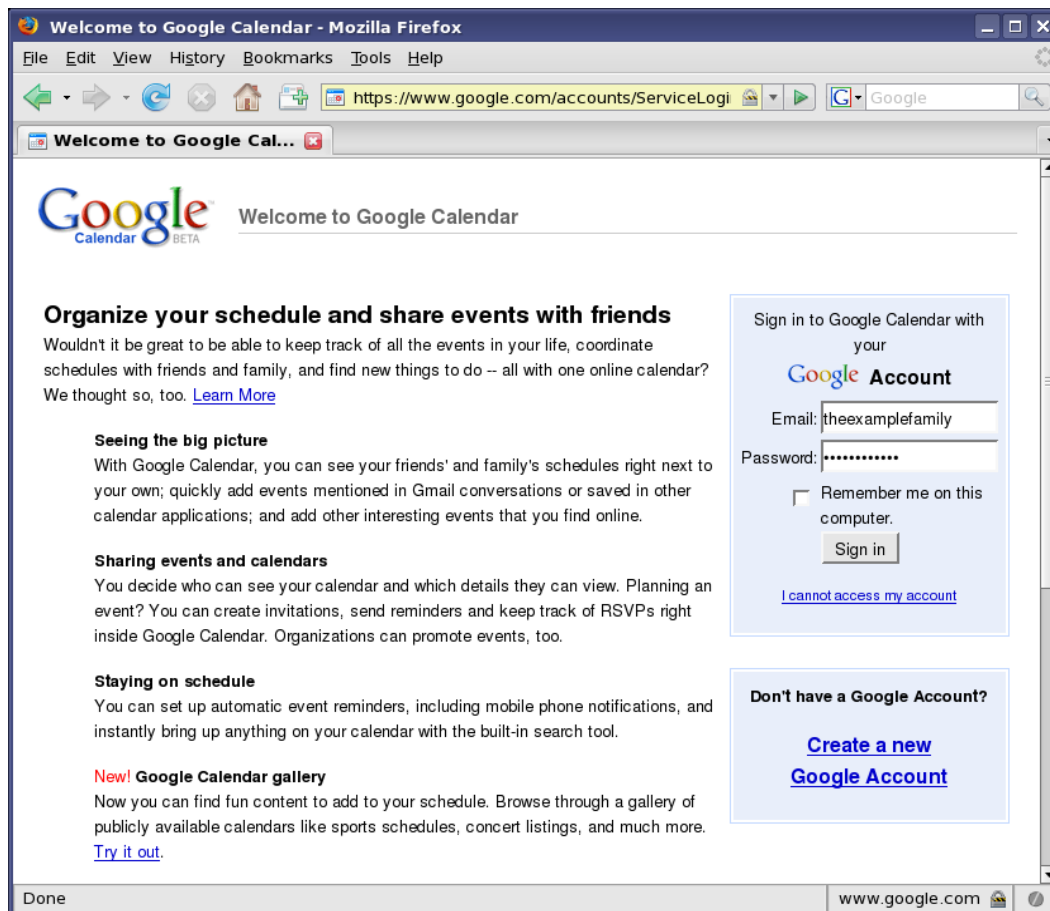 Welcome to Google Calendar - Mozilla Firefox
File Edit View History Bookmarks Tools Help
https://www.google.com/accounts/ServiceLogi
G Google
Welcome to Google Cal...
Google
Calendar BETA
Welcome to Google Calendar
Organize your schedule and share events with friends
Wouldn't it be great to be able to keep track of all the events in your life, coordinate
schedules with friends and family, and find new things to do -- all with one online calendar?
We thought so, too. Learn More
Seeing the big picture
With Google Calendar, you can see your friends' and family's schedules right next to
your own; quickly add events mentioned in Gmail conversations or saved in other
calendar applications; and add other interesting events that you find online.
Sharing events and calendars
You decide who can see your calendar and which details they can view. Planning an
event? You can create invitations, send reminders and keep track of RSVPs right
inside Google Calendar. Organizations can promote events, too.
Staying on schedule
You can set up automatic event reminders, including mobile phone notifications, and
instantly bring up anything on your calendar with the built-in search tool.
New! Google Calendar gallery
Now you can find fun content to add to your schedule. Browse through a gallery of
publicly available calendars like sports schedules, concert listings, and much more.
Try it out.
Sign in to Google Calendar with
your
Google Account
Email: theexamplefamily
Password: ••••••••••••
Remember me on this
computer.
Sign in
I cannot access my account
Don't have a Google Account?
Create a new
Google Account
Done
www.google.com